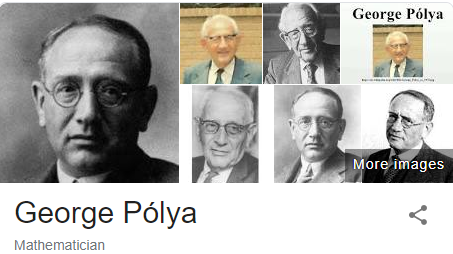 George Pólya
More images
George Pólya
Mathematician